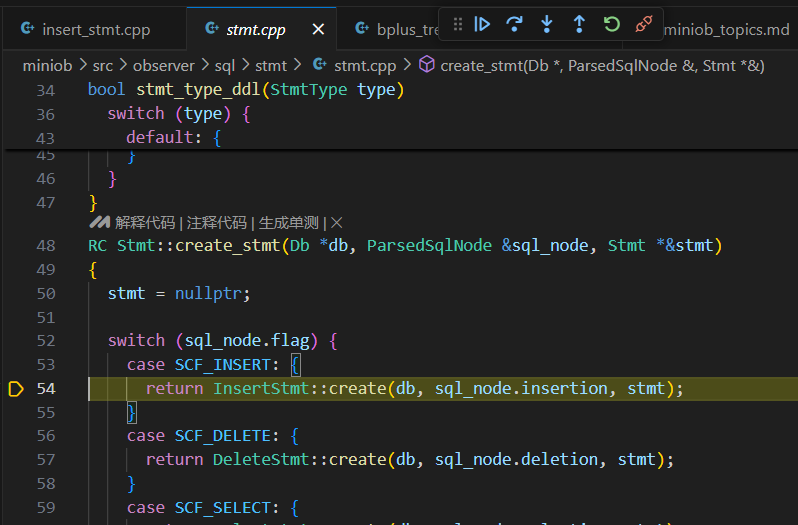 insert_stmt.cpp stmt.cpp bplus_tre miniob_topics.md
miniob > src > observer > sql > stmt > stmt.cpp > create_stmt(Db *, ParsedSqlNode &, Stmt *&)
34 bool stmt_type_ddl(StmtType type)
36 switch (type) {
43 default: {
45 }
46 }
47 }
解释代码 | 注释代码 | 生成单测 | ×
48 RC Stmt::create_stmt(Db *db, ParsedSqlNode &sql_node, Stmt *&stmt)
49 {
50 stmt = nullptr;
51
52 switch (sql_node.flag) {
53 case SCF_INSERT: {
54 return InsertStmt::create(db, sql_node.insertion, stmt);
55 }
56 case SCF_DELETE: {
57 return DeleteStmt::create(db, sql_node.deletion, stmt);
58 }
59 case SCF_SELECT: {